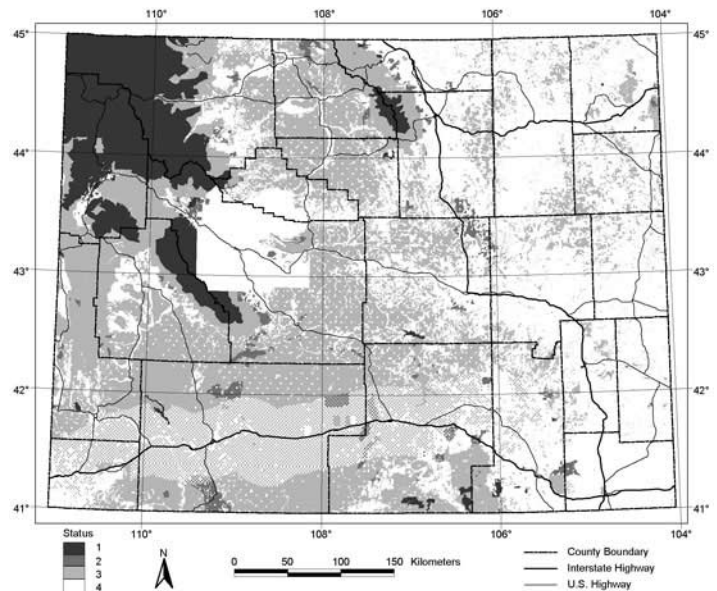 110° 108° 106° 104°
45° 45°
44° 44°
43° 43°
42° 42°
41° 41°
110° 108° 106° 104°
Status
1
2
3
4
N
0 50 100 150 Kilometers
County Boundary
Interstate Highway
U.S. Highway